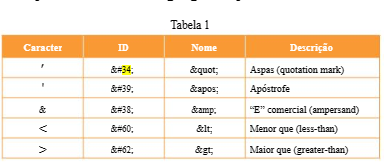 Tabela 1
Caracter ID Nome Descrição
" &#34; &quot; Aspas (quotation mark)
' &#39; &apos; Apóstrofe
& &#38; &amp; “E” comercial (ampersand)
< &#60; &lt; Menor que (less-than)
> &#62; &gt; Maior que (greater-than)